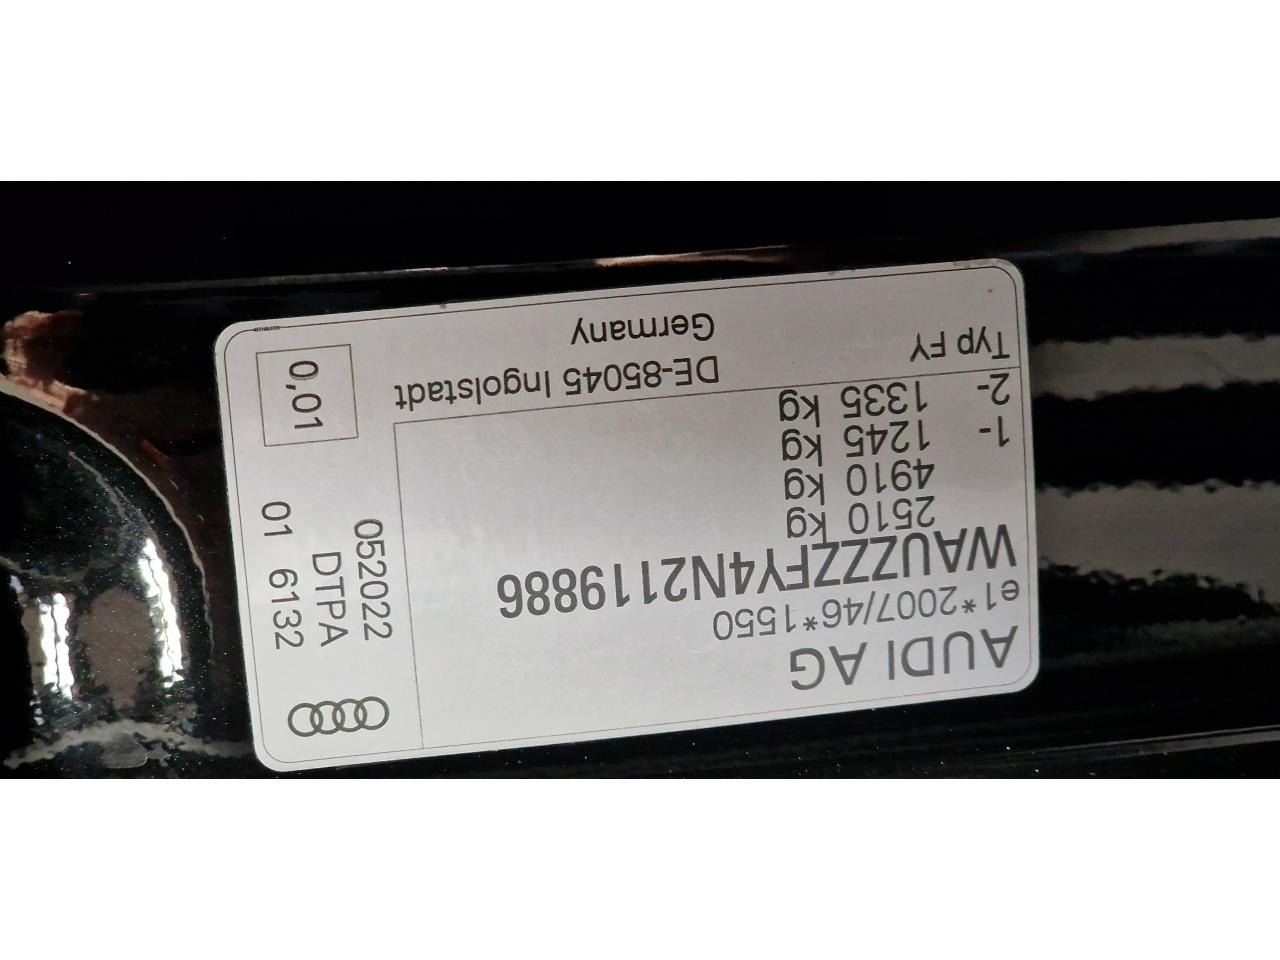 AUDI AG
e1*2007/46*1550
WAUZZZFY4N2119886
2510 kg
4910 kg
1- 1245 kg
2- 1335 kg
Typ FY
DE-85045 Ingolstadt
Germany
052022
DTPA
01 6132
0,01